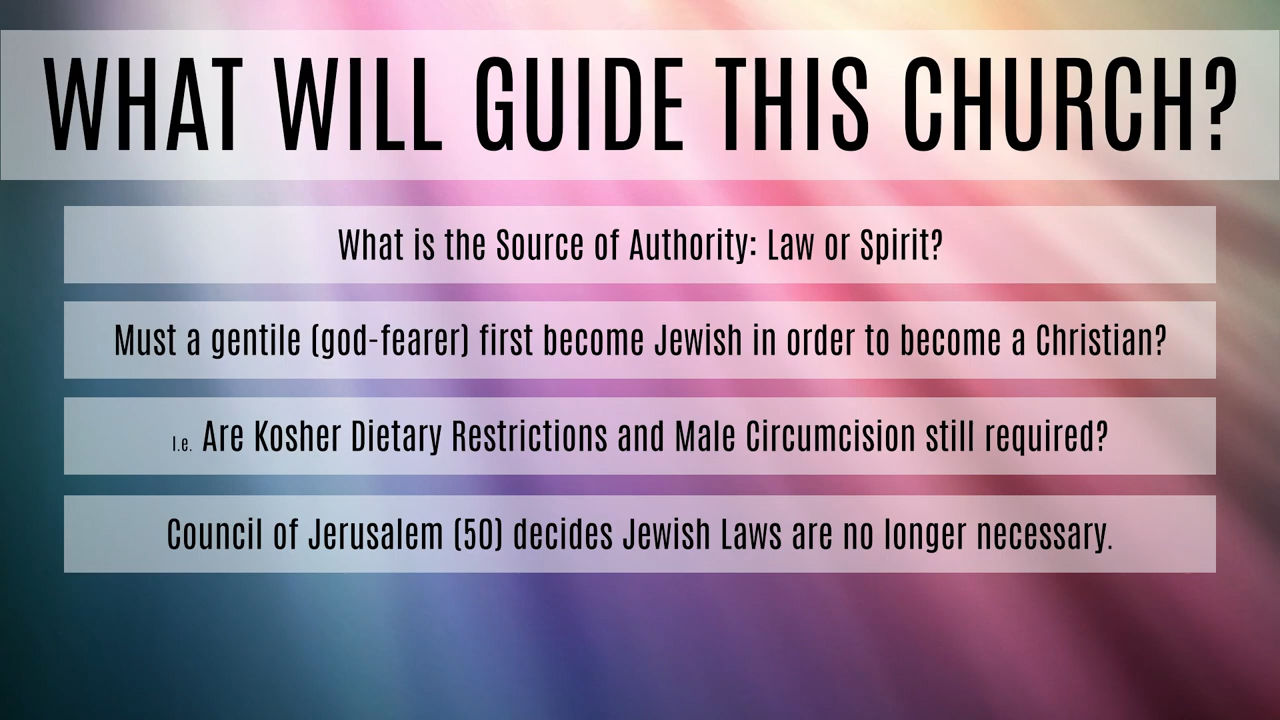 WHAT WILL GUIDE THIS CHURCH?
What is the Source of Authority: Law or Spirit?
Must a gentile (god-fearer) first become Jewish in order to become a Christian?
I.e. Are Kosher Dietary Restrictions and Male Circumcision still required?
Council of Jerusalem (50) decides Jewish Laws are no longer necessary.